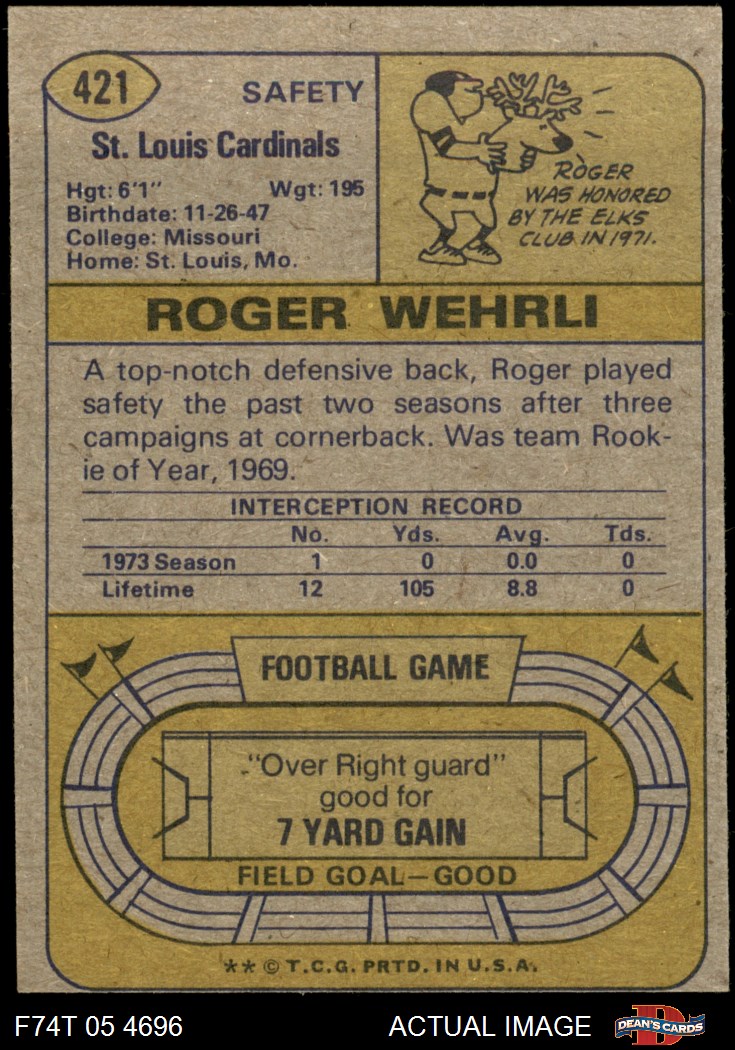 421
SAFETY
St. Louis Cardinals
Hgt: 6'1" Wgt: 195
Birthdate: 11-26-47
College: Missouri
Home: St. Louis, Mo.
ROGER
WAS HONORED
BY THE ELKS
CLUB IN 1971.
ROGER WEHRLI
A top-notch defensive back, Roger played
safety the past two seasons after three
campaigns at cornerback. Was team Rook-
ie of Year, 1969.
INTERCEPTION RECORD
No. Yds. Avg. Tds.
1973 Season 1 0 0.0 0
Lifetime 12 105 8.8 0
FOOTBALL GAME
"Over Right guard"
good for
7 YARD GAIN
FIELD GOAL—GOOD
** © T.C.G. PRTD. IN U.S.A.
F74T 05 4696 ACTUAL IMAGE D DEAN'S CARDS